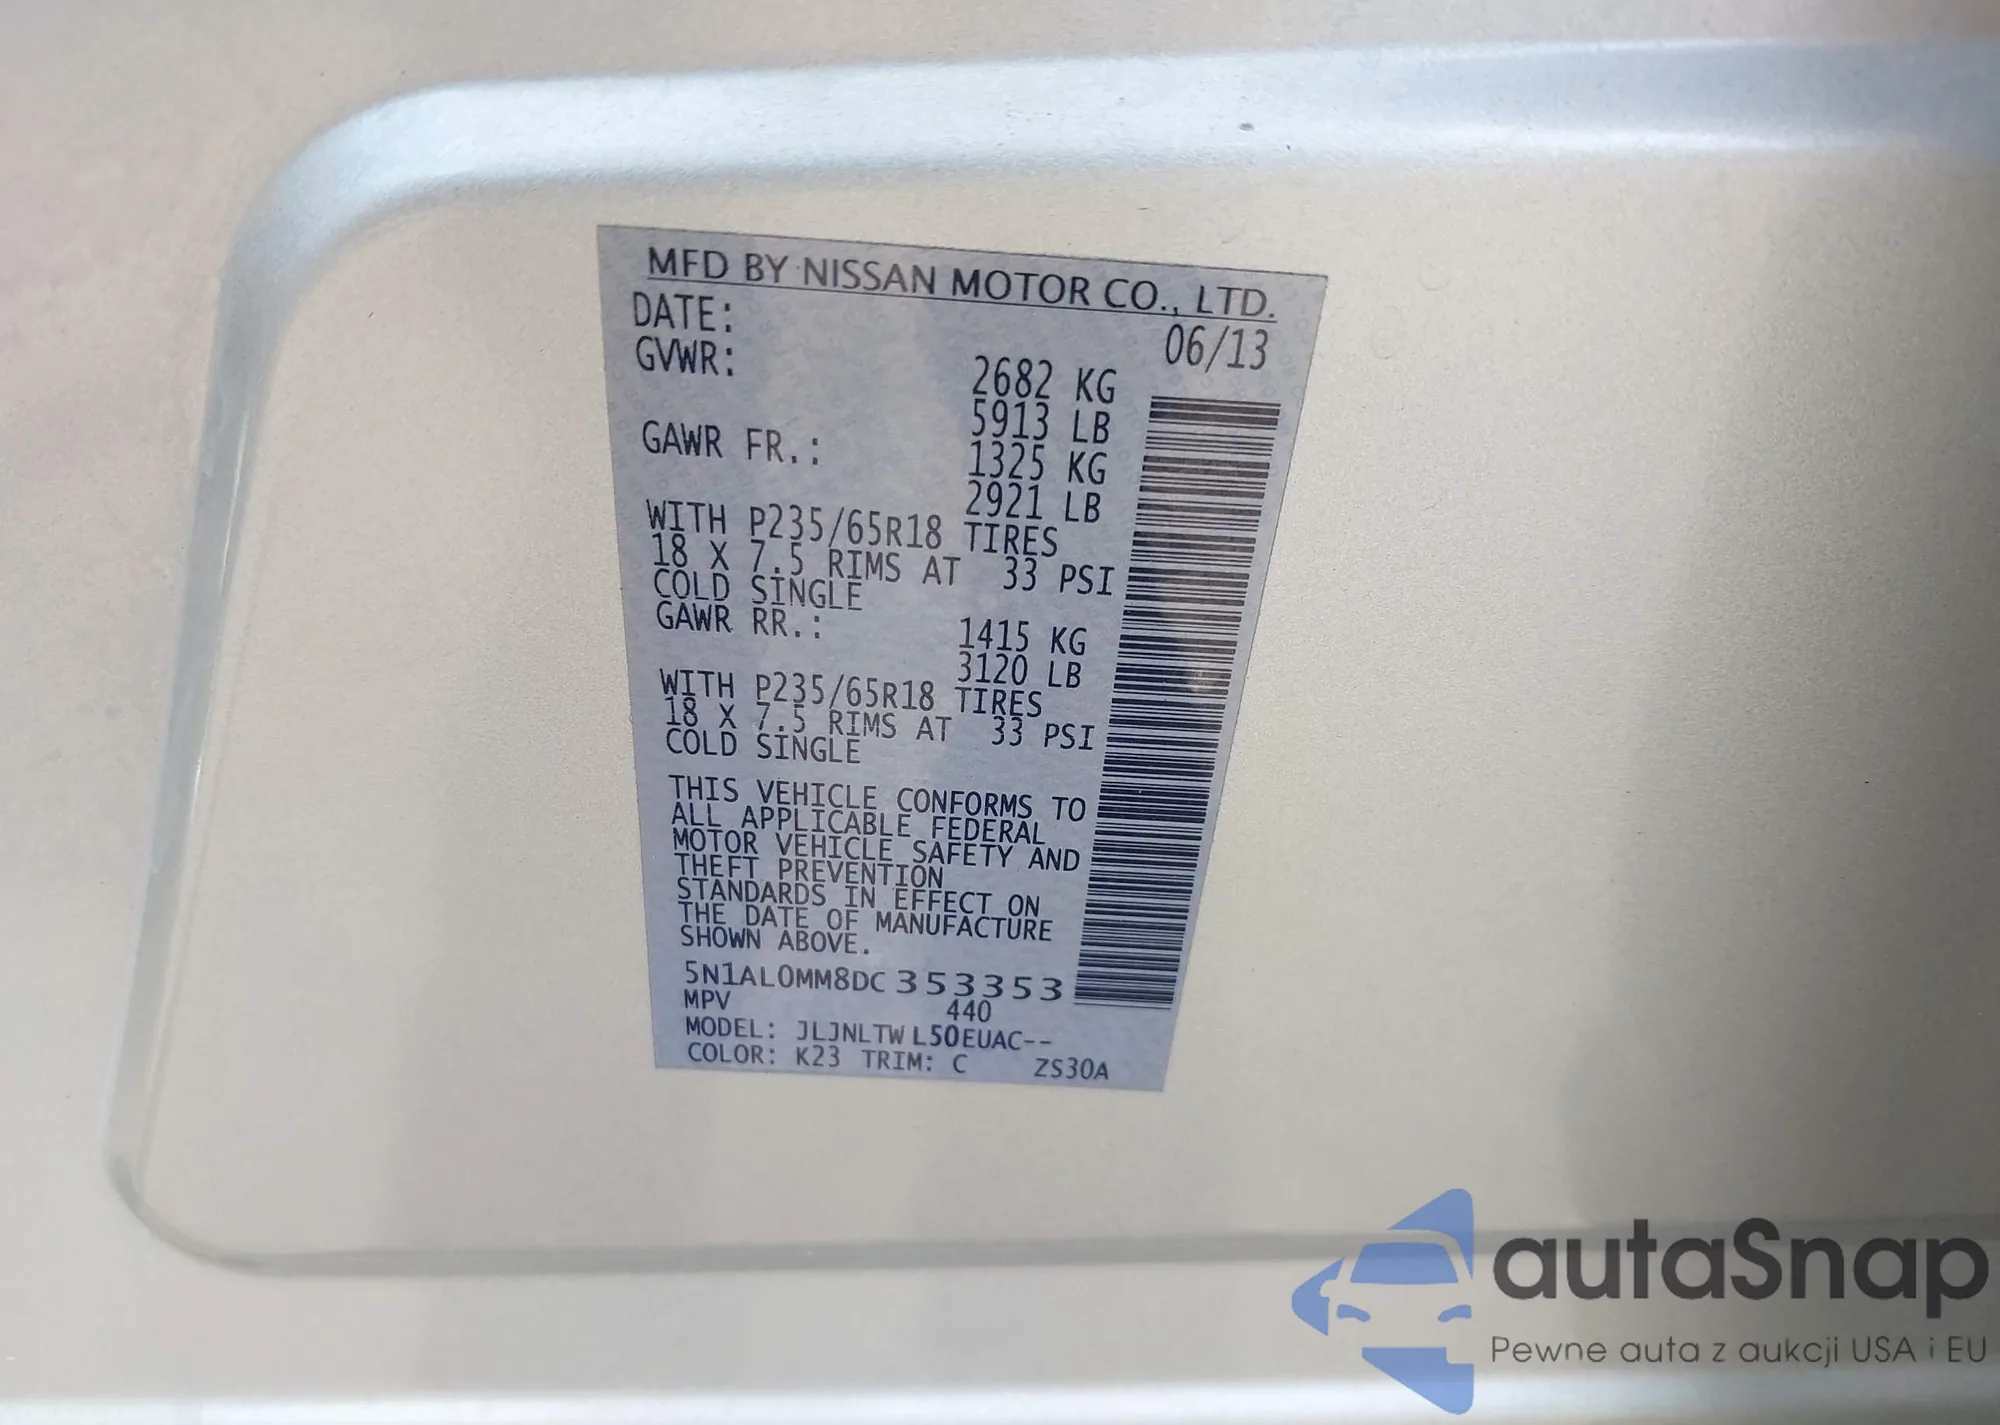 MFD BY NISSAN MOTOR CO., LTD.
DATE: 06/13
GVWR: 2682 KG
5913 LB
GAWR FR.: 1325 KG
2921 LB
WITH P235/65R18 TIRES
18 X 7.5 RIMS AT 33 PSI
COLD SINGLE
GAWR RR.: 1415 KG
3120 LB
WITH P235/65R18 TIRES
18 X 7.5 RIMS AT 33 PSI
COLD SINGLE
THIS VEHICLE CONFORMS TO
ALL APPLICABLE FEDERAL
MOTOR VEHICLE SAFETY AND
THEFT PREVENTION
STANDARDS IN EFFECT ON
THE DATE OF MANUFACTURE
SHOWN ABOVE.
5N1AL0MM8DC 353353
MPV 440
MODEL: JLJNLTW L50EUAC--
COLOR: K23 TRIM: C ZS30A
autaSnap
Pewne auta z aukcji USA i EU